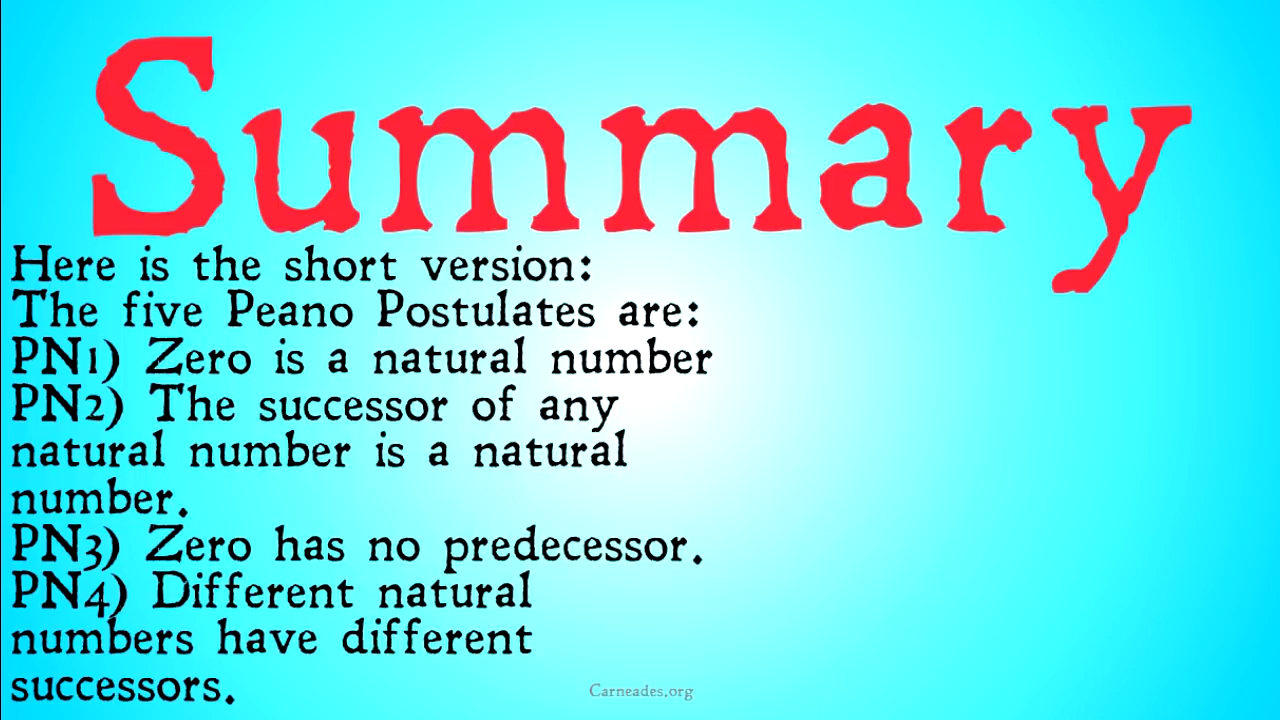 Summary
Here is the short version:
The five Peano Postulates are:
PN1) Zero is a natural number
PN2) The successor of any
natural number is a natural
number.
PN3) Zero has no predecessor.
PN4) Different natural
numbers have different
successors.
Carneades.org